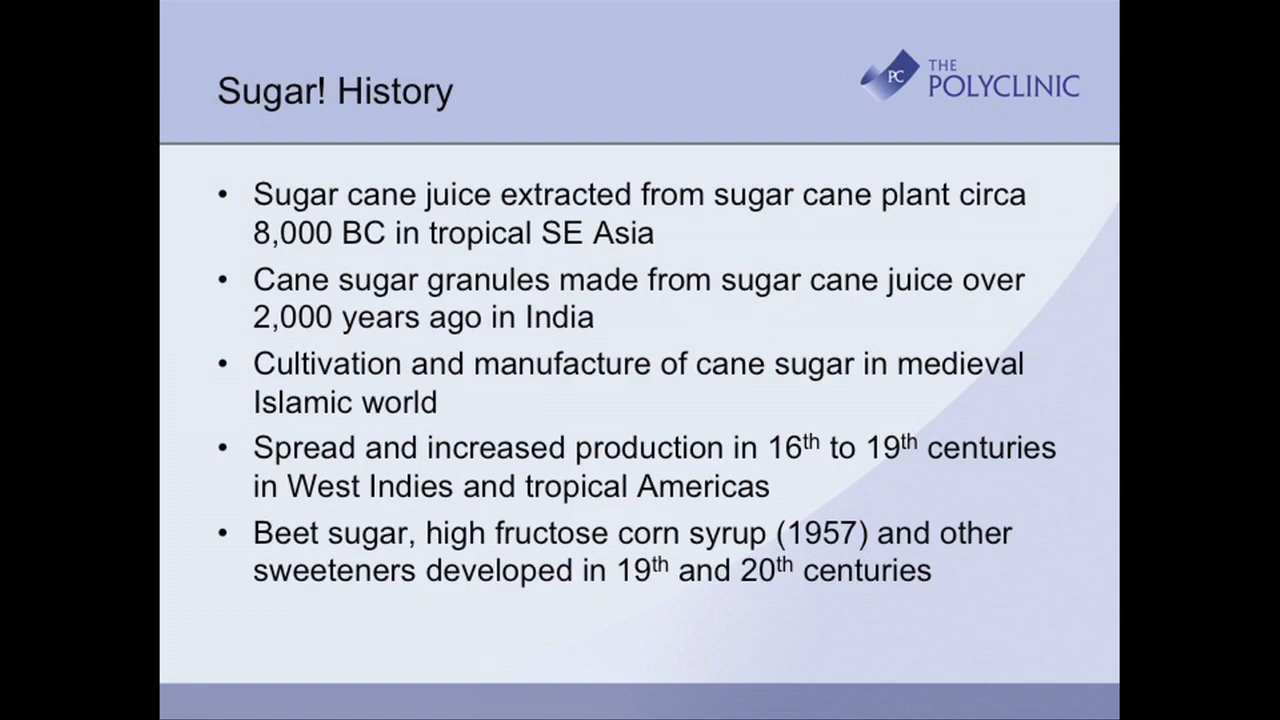 Sugar! History
PC
THE
POLYCLINIC
• Sugar cane juice extracted from sugar cane plant circa
8,000 BC in tropical SE Asia
• Cane sugar granules made from sugar cane juice over
2,000 years ago in India
• Cultivation and manufacture of cane sugar in medieval
Islamic world
• Spread and increased production in 16th to 19th centuries
in West Indies and tropical Americas
• Beet sugar, high fructose corn syrup (1957) and other
sweeteners developed in 19th and 20th centuries